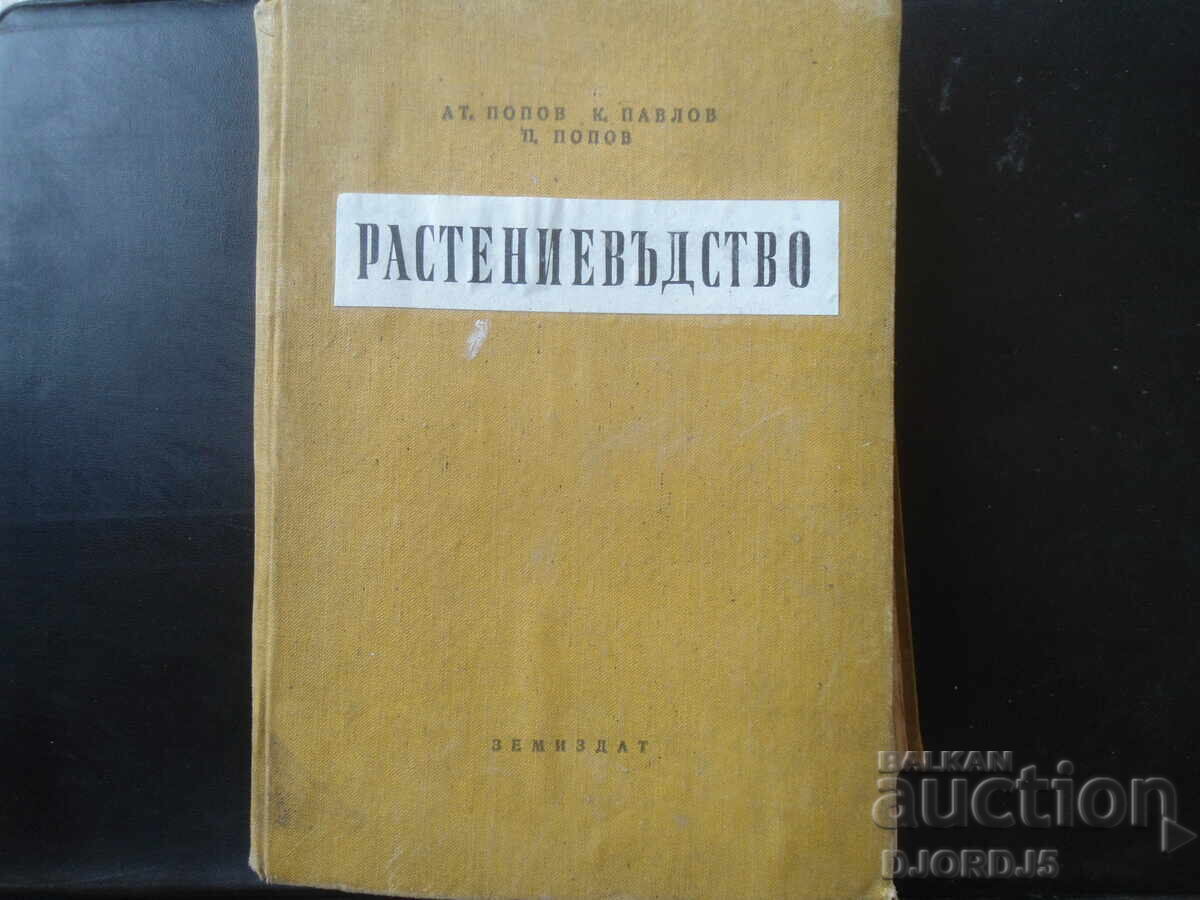 АТ. ПОПОВ К. ПАВЛОВ
П. ПОПОВ
РАСТЕНИЕВЪДСТВО
ЗЕМИЗДАТ
BALKAN
auction
DJORDJ5